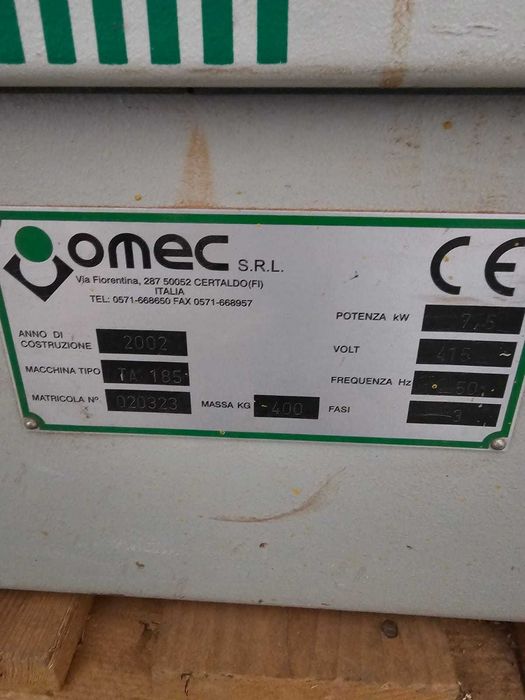 omec S.R.L.
Via Fiorentina, 287 50052 CERTALDO(FI)
ITALIA
TEL: 0571-668650 FAX 0571-668957
CE
POTENZA kW 7,5
ANNO DI
COSTRUZIONE 2002
VOLT 415 ~
MACCHINA TIPO TA 185
FREQUENZA Hz 50
MATRICOLA N° 020323 MASSA KG 400 FASI 3